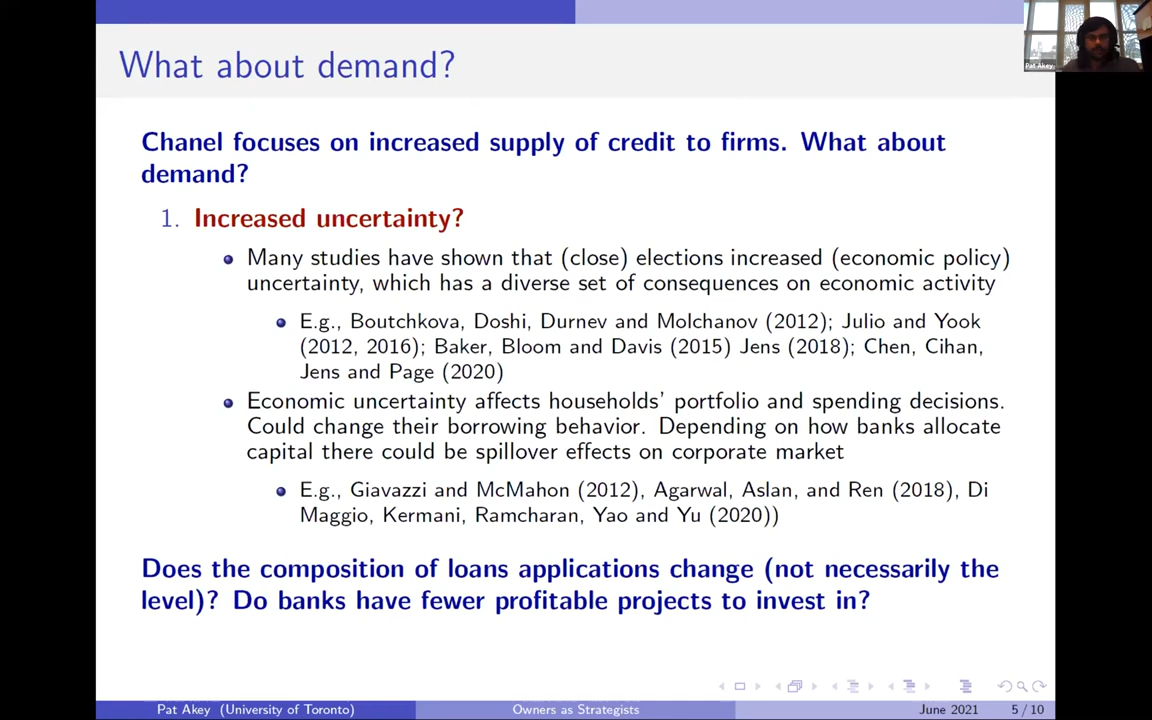 What about demand?
Pat Akey
Chanel focuses on increased supply of credit to firms. What about
demand?
1. Increased uncertainty?
Many studies have shown that (close) elections increased (economic policy)
uncertainty, which has a diverse set of consequences on economic activity
E.g., Boutchkova, Doshi, Durnev and Molchanov (2012); Julio and Yook
(2012, 2016); Baker, Bloom and Davis (2015) Jens (2018); Chen, Cihan,
Jens and Page (2020)
Economic uncertainty affects households' portfolio and spending decisions.
Could change their borrowing behavior. Depending on how banks allocate
capital there could be spillover effects on corporate market
E.g., Giavazzi and McMahon (2012), Agarwal, Aslan, and Ren (2018), Di
Maggio, Kermani, Ramcharan, Yao and Yu (2020))
Does the composition of loans applications change (not necessarily the
level)? Do banks have fewer profitable projects to invest in?
Pat Akey (University of Toronto) Owners as Strategists June 2021 5 / 10